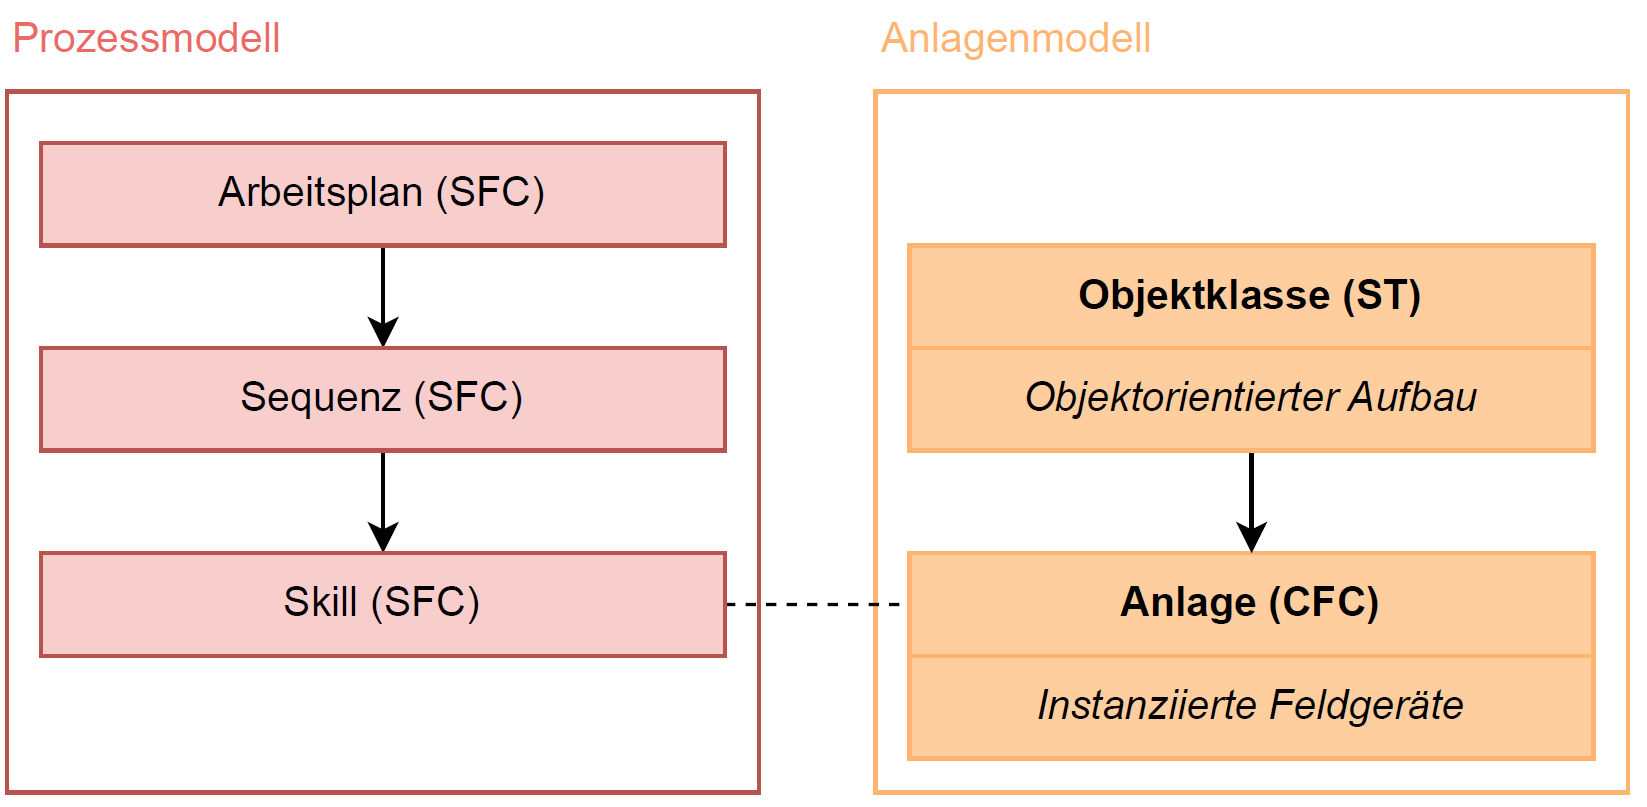 Prozessmodell
Arbeitsplan (SFC)
Sequenz (SFC)
Skill (SFC)
Anlagenmodell
Objektklasse (ST)
Objektorientierter Aufbau
Anlage (CFC)
Instanziierte Feldgeräte